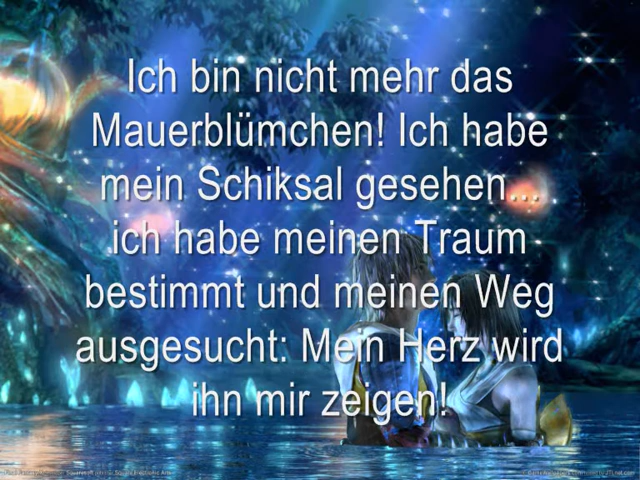 Ich bin nicht mehr das
Mauerblümchen! Ich habe
mein Schiksal gesehen...
ich habe meinen Traum
bestimmt und meinen Weg
ausgesucht: Mein Herz wird
ihn mir zeigen!